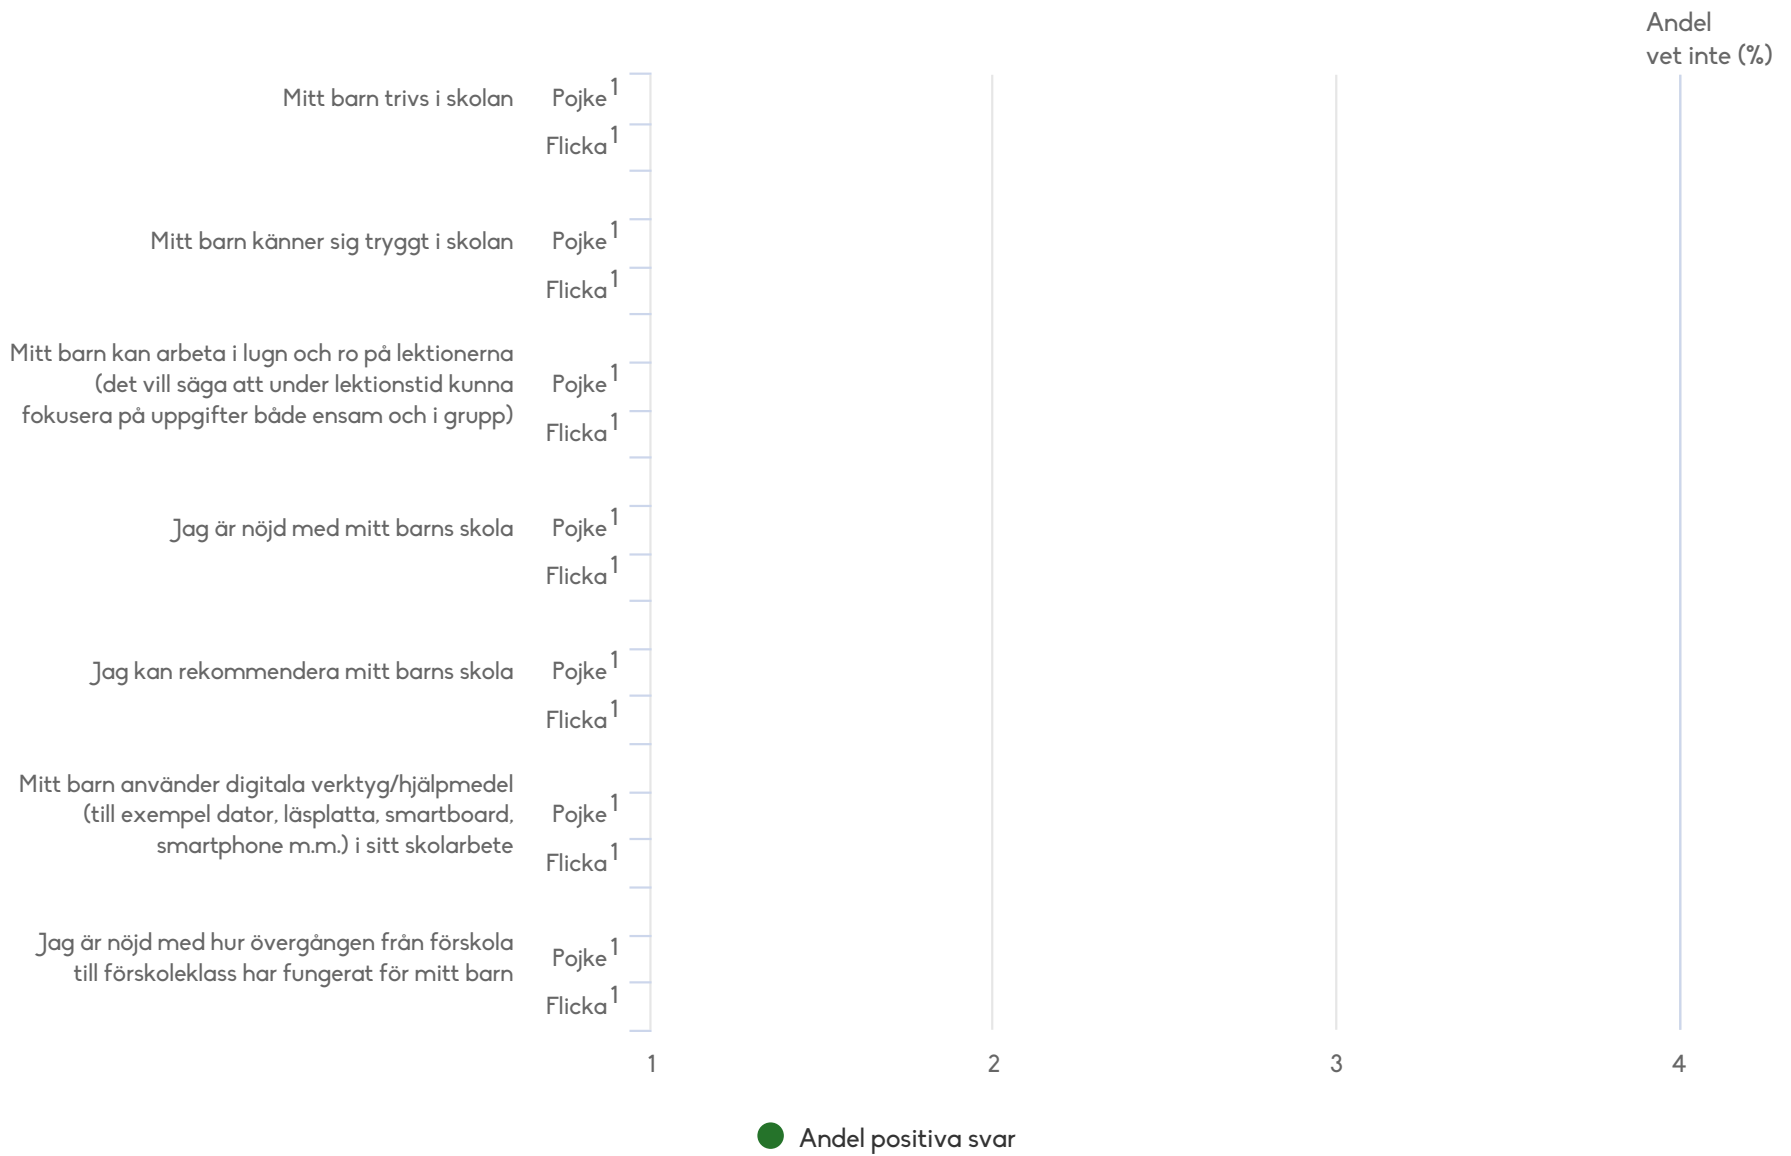 Andel
vet inte (%)
Mitt barn trivs i skolan Pojke 1
Flicka 1
Mitt barn känner sig tryggt i skolan Pojke 1
Flicka 1
Mitt barn kan arbeta i lugn och ro på lektionerna
(det vill säga att under lektionstid kunna Pojke 1
fokusera på uppgifter både ensam och i grupp)
Flicka 1
Jag är nöjd med mitt barns skola Pojke 1
Flicka 1
Jag kan rekommendera mitt barns skola Pojke 1
Flicka 1
Mitt barn använder digitala verktyg/hjälpmedel
(till exempel dator, läsplatta, smartboard, Pojke 1
smartphone m.m.) i sitt skolarbete
Flicka 1
Jag är nöjd med hur övergången från förskola
Pojke 1
till förskoleklass har fungerat för mitt barn
Flicka 1
1 2 3 4
Andel positiva svar